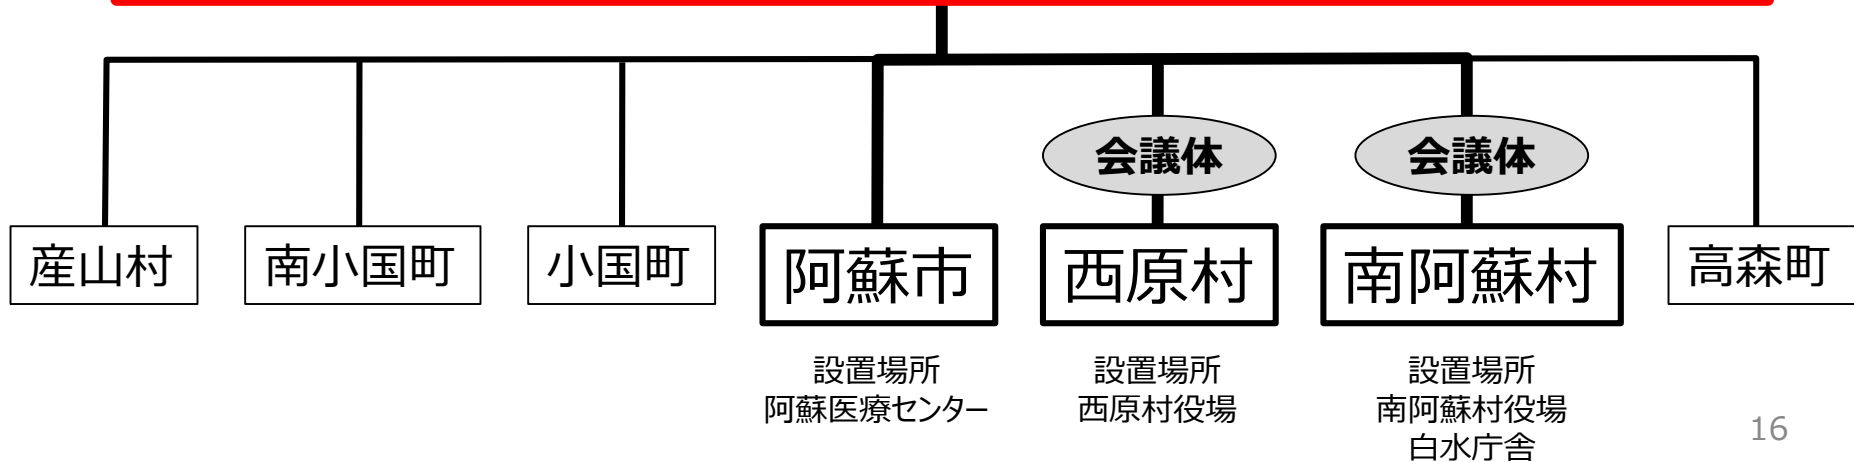 会議体
会議体
産山村
南小国町
小国町
阿蘇市
西原村
南阿蘇村
高森町
設置場所
阿蘇医療センター
設置場所
西原村役場
設置場所
南阿蘇村役場
白水庁舎
16